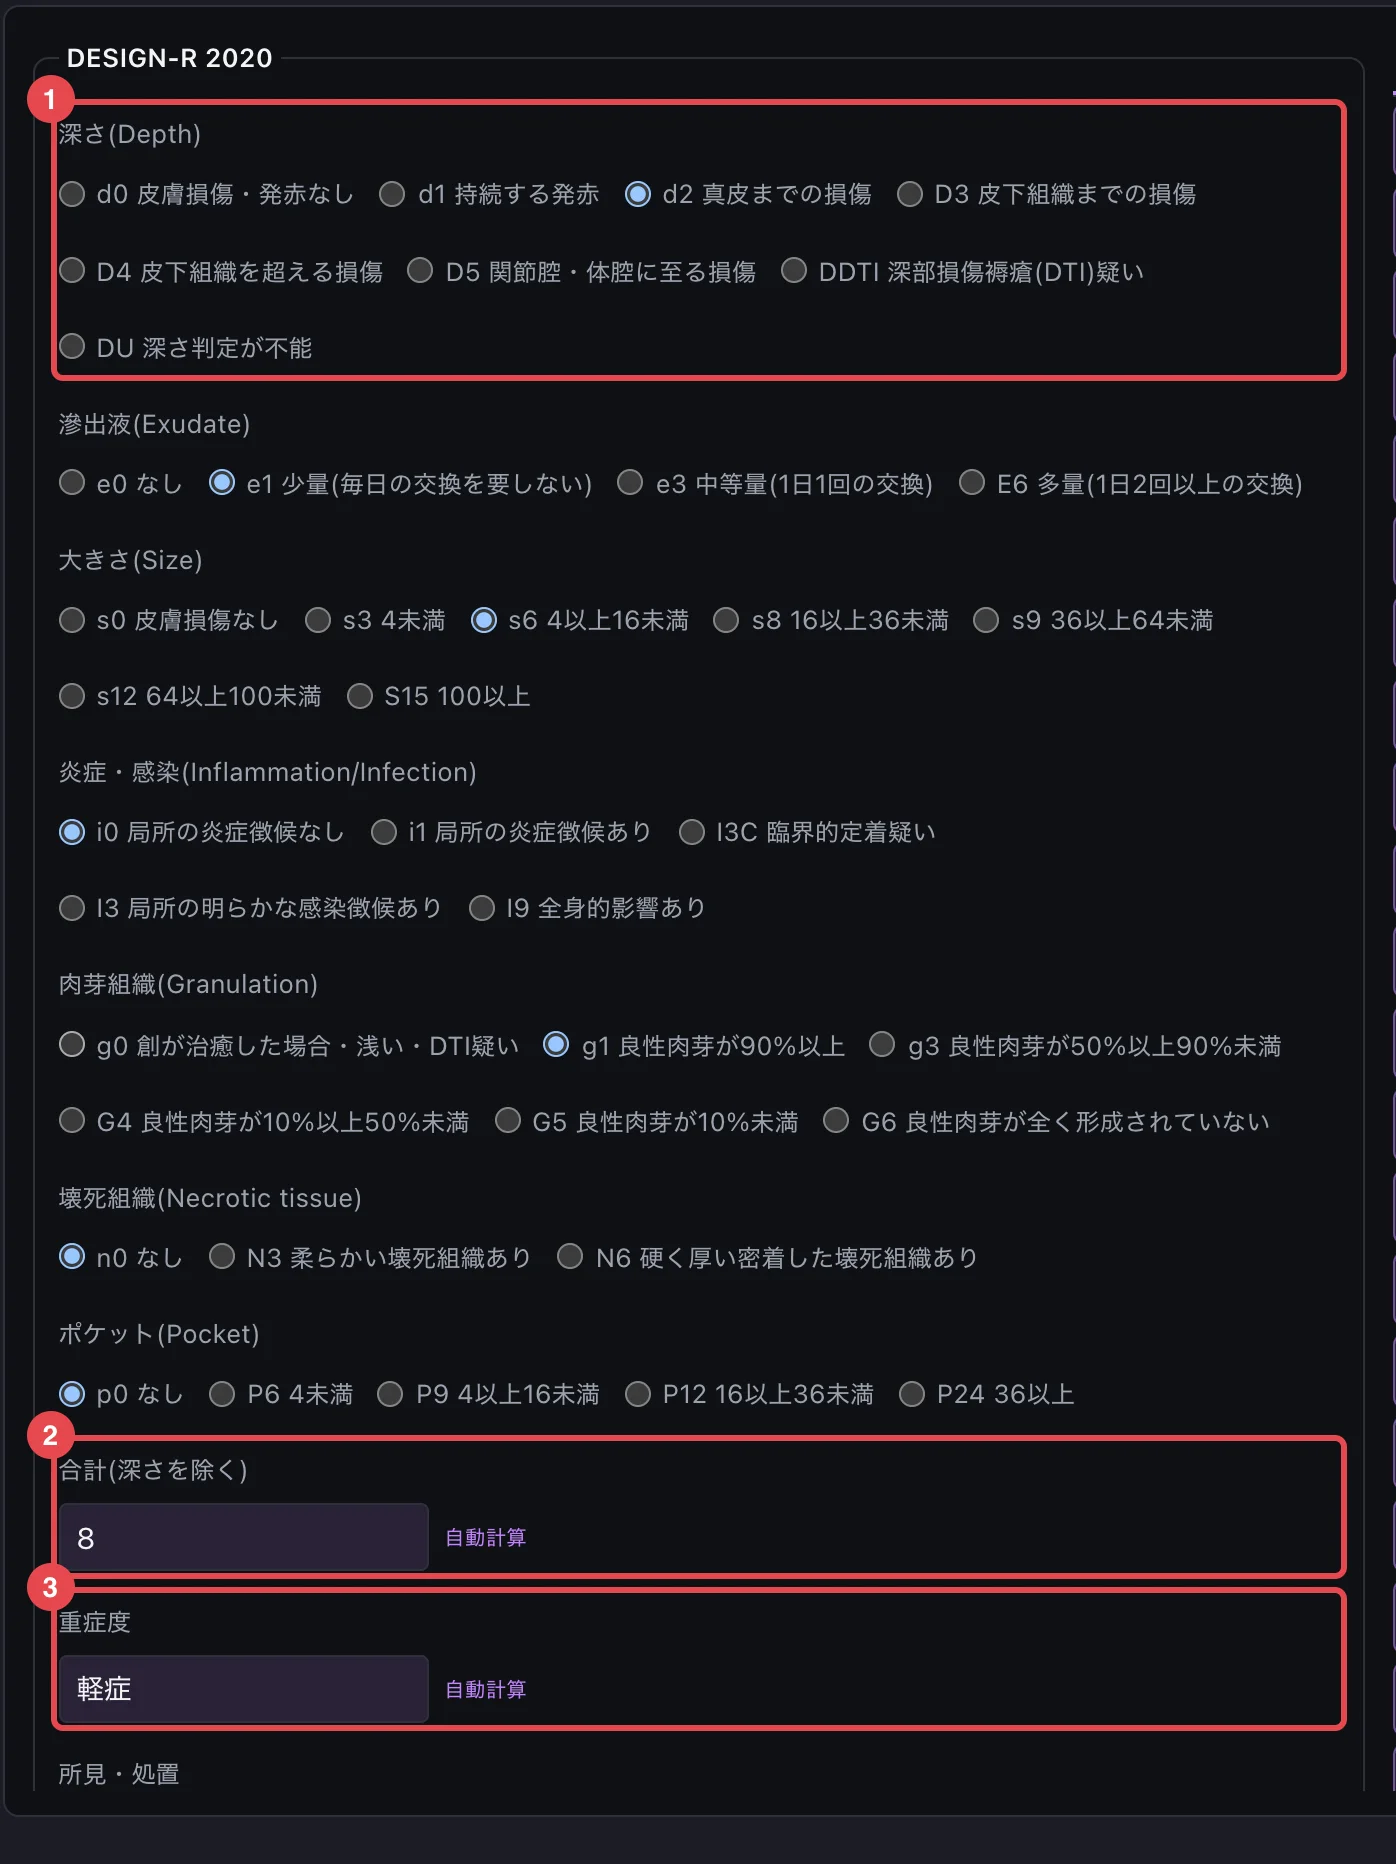 DESIGN-R 2020
1
深さ(Depth)
d0 皮膚損傷・発赤なし d1 持続する発赤 d2 真皮までの損傷 D3 皮下組織までの損傷
D4 皮下組織を超える損傷 D5 関節腔・体腔に至る損傷 DDTI 深部損傷褥瘡(DTI)疑い
DU 深さ判定が不能
滲出液(Exudate)
e0 なし e1 少量(毎日の交換を要しない) e3 中等量(1日1回の交換) E6 多量(1日2回以上の交換)
大きさ(Size)
s0 皮膚損傷なし s3 4未満 s6 4以上16未満 s8 16以上36未満 s9 36以上64未満
s12 64以上100未満 S15 100以上
炎症・感染(Inflammation/Infection)
i0 局所の炎症徴候なし i1 局所の炎症徴候あり I3C 臨界的定着疑い
I3 局所の明らかな感染徴候あり I9 全身的影響あり
肉芽組織(Granulation)
g0 創が治癒した場合・浅い・DTI疑い g1 良性肉芽が90%以上 g3 良性肉芽が50%以上90%未満
G4 良性肉芽が10%以上50%未満 G5 良性肉芽が10%未満 G6 良性肉芽が全く形成されていない
壊死組織(Necrotic tissue)
n0 なし N3 柔らかい壊死組織あり N6 硬く厚い密着した壊死組織あり
ポケット(Pocket)
p0 なし P6 4未満 P9 4以上16未満 P12 16以上36未満 P24 36以上
2
合計(深さを除く)
8 自動計算
3
重症度
軽症 自動計算
所見・処置